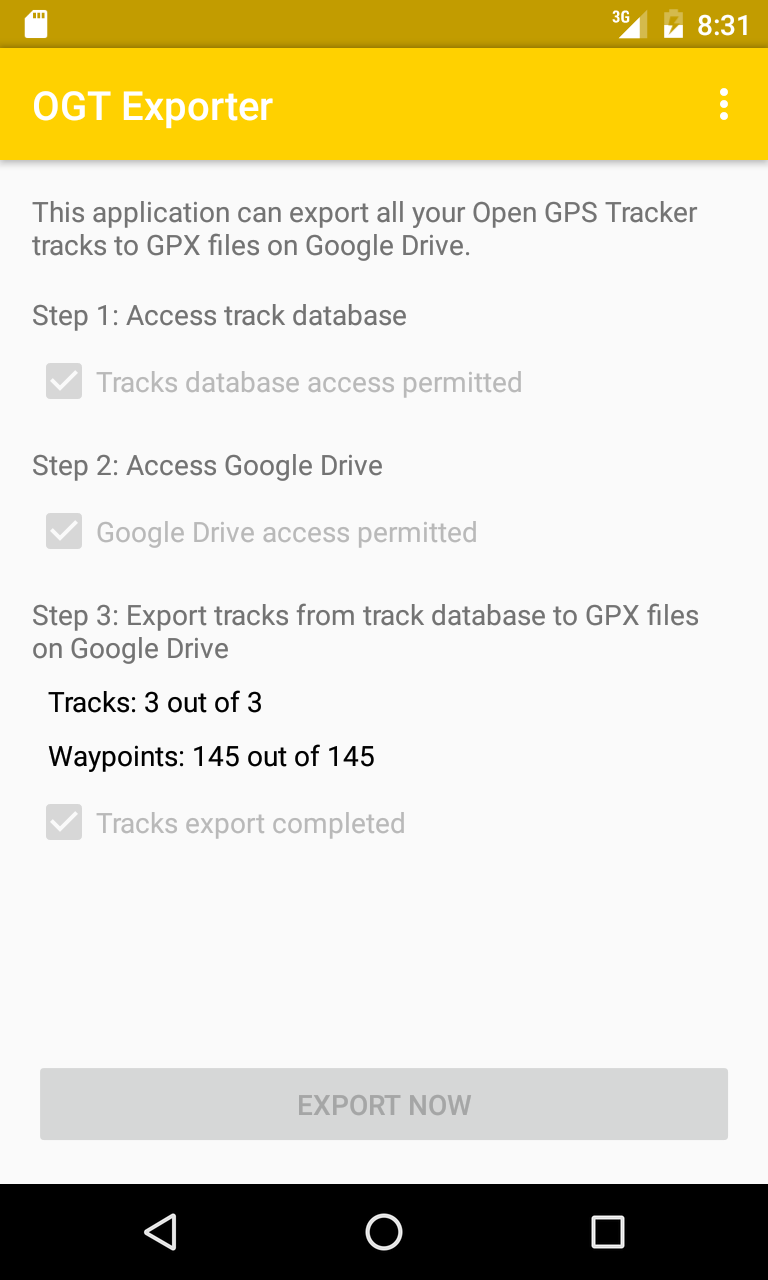 3G 8:31
OGT Exporter
This application can export all your Open GPS Tracker
tracks to GPX files on Google Drive.
Step 1: Access track database
Tracks database access permitted
Step 2: Access Google Drive
Google Drive access permitted
Step 3: Export tracks from track database to GPX files
on Google Drive
Tracks: 3 out of 3
Waypoints: 145 out of 145
Tracks export completed
EXPORT NOW